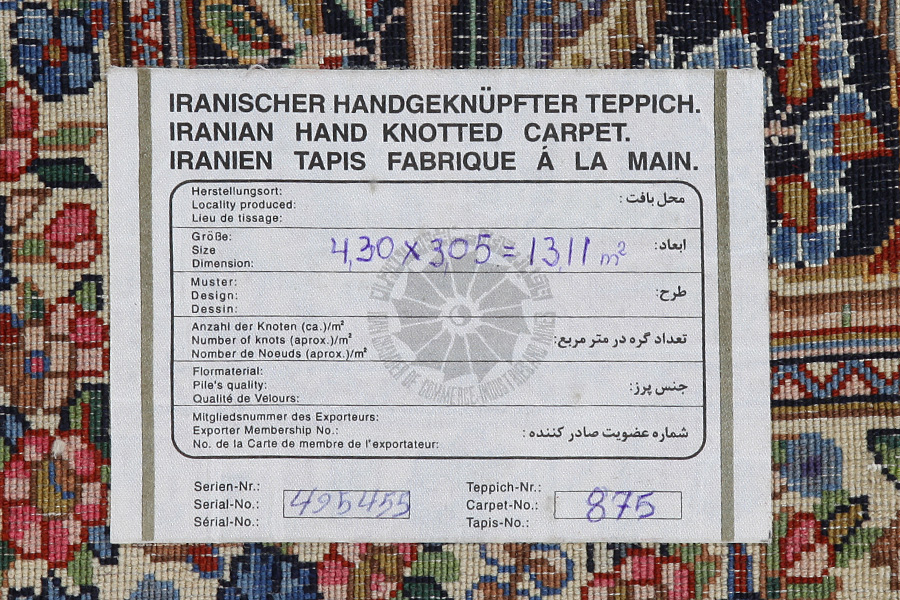 IRANISCHER HANDGEKNÜPFTER TEPPICH.
IRANIAN HAND KNOTTED CARPET.
IRANIEN TAPIS FABRIQUE Á LA MAIN.
Herstellungsort:
Locality produced:
Lieu de tissage:
محل بافت :
Größe:
Size
Dimension:
4,30 x 3,05 = 13,11 m²
ابعاد:
Muster:
Design:
Dessin:
طرح:
Anzahl der Knoten (ca.)/m²
Number of knots (aprox.)/m²
Nombre de Noeuds (aprox.)/m²
تعداد گره در متر مربع:
Flormaterial:
Pile's quality:
Qualité de Velours:
جنس پرز:
Mitgliedsnummer des Exporteurs:
Exporter Membership No.:
No. de la Carte de membre de l'exportateur:
شماره عضویت صادر کننده :
Serien-Nr.:
Serial-No.:
Sérial-No.:
495455
Teppich-Nr.:
Carpet-No.:
Tapis-No.:
875